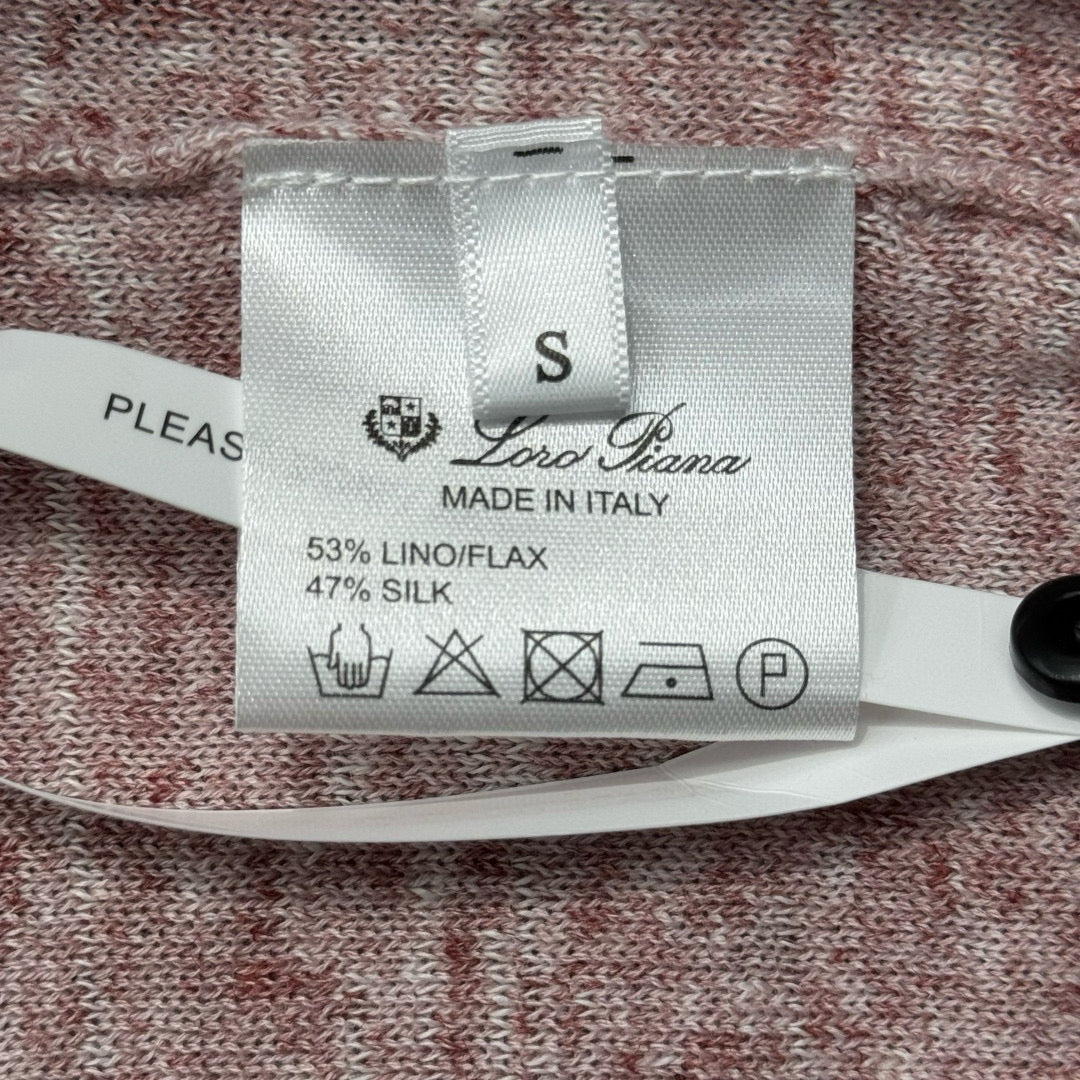 S
Loro Piana
MADE IN ITALY
PLEAS
53% LINO/FLAX
47% SILK
P